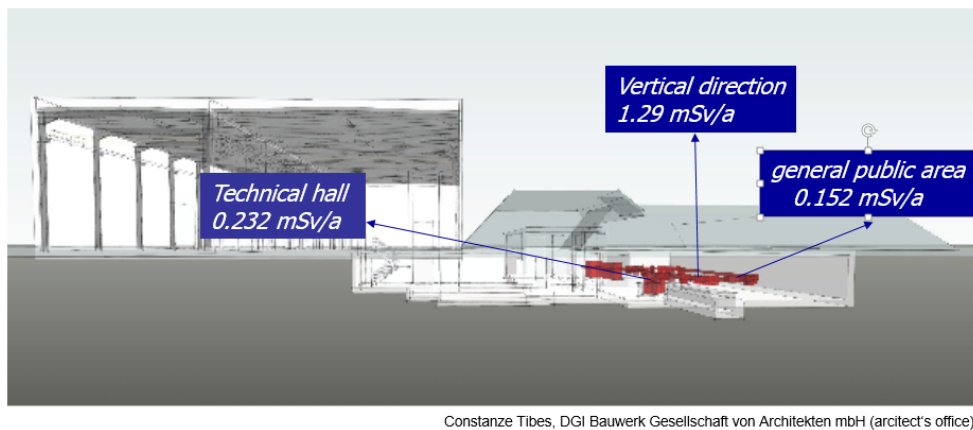 Vertical direction
1.29 mSv/a
general public area
0.152 mSv/a
Technical hall
0.232 mSv/a
Constanze Tibes, DGI Bauwerk Gesellschaft von Architekten mbH (arcitect's office)